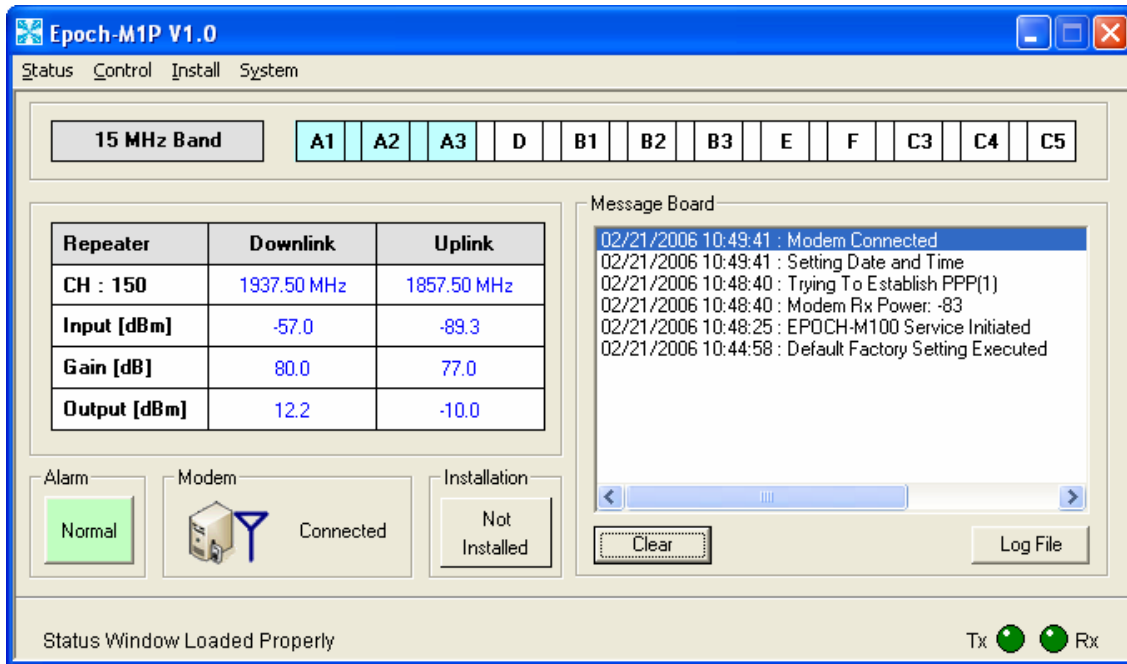 Epoch-M1P V1.0
Status Control Install System
15 MHz Band A1 A2 A3 D B1 B2 B3 E F C3 C4 C5
Repeater Downlink Uplink
CH : 150 1937.50 MHz 1857.50 MHz
Input [dBm] -57.0 -89.3
Gain [dB] 80.0 77.0
Output [dBm] 12.2 -10.0
Message Board
02/21/2006 10:49:41 : Modem Connected
02/21/2006 10:49:41 : Setting Date and Time
02/21/2006 10:48:40 : Trying To Establish PPP(1)
02/21/2006 10:48:40 : Modem Rx Power: -83
02/21/2006 10:48:25 : EPOCH-M100 Service Initiated
02/21/2006 10:44:58 : Default Factory Setting Executed
Alarm
Normal
Modem
Connected
Installation
Not
Installed
Clear
Log File
Status Window Loaded Properly
Tx Rx